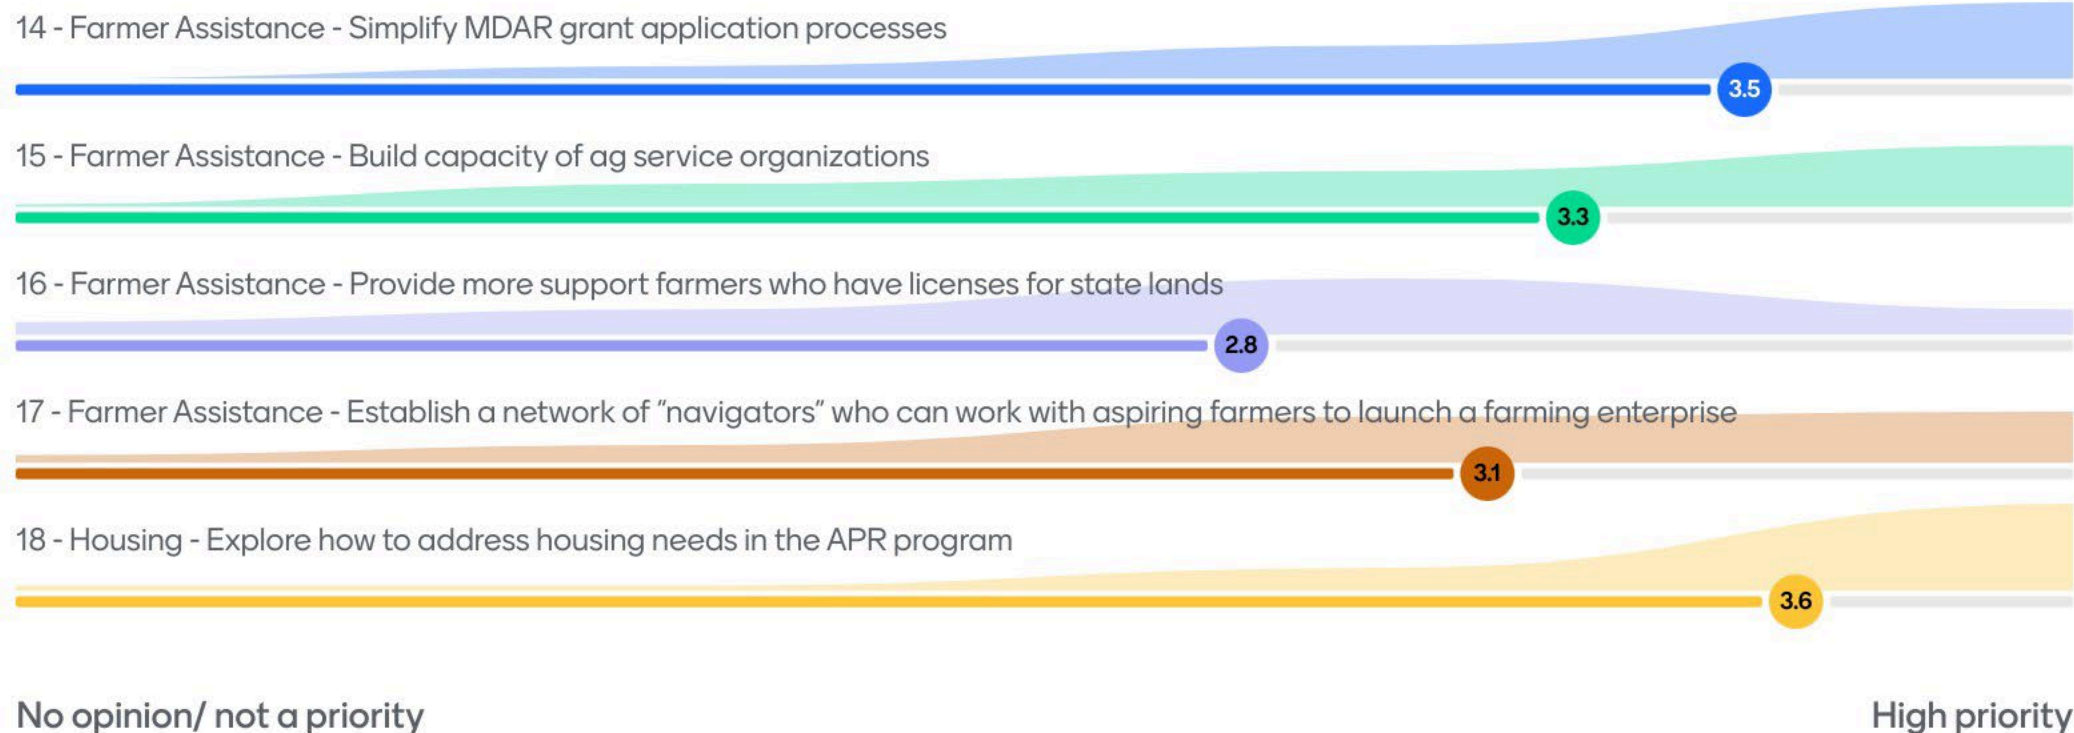 14 - Farmer Assistance - Simplify MDAR grant application processes
3.5
15 - Farmer Assistance - Build capacity of ag service organizations
3.3
16 - Farmer Assistance - Provide more support farmers who have licenses for state lands
2.8
17 - Farmer Assistance - Establish a network of “navigators” who can work with aspiring farmers to launch a farming enterprise
3.1
18 - Housing - Explore how to address housing needs in the APR program
3.6
No opinion/ not a priority
High priority